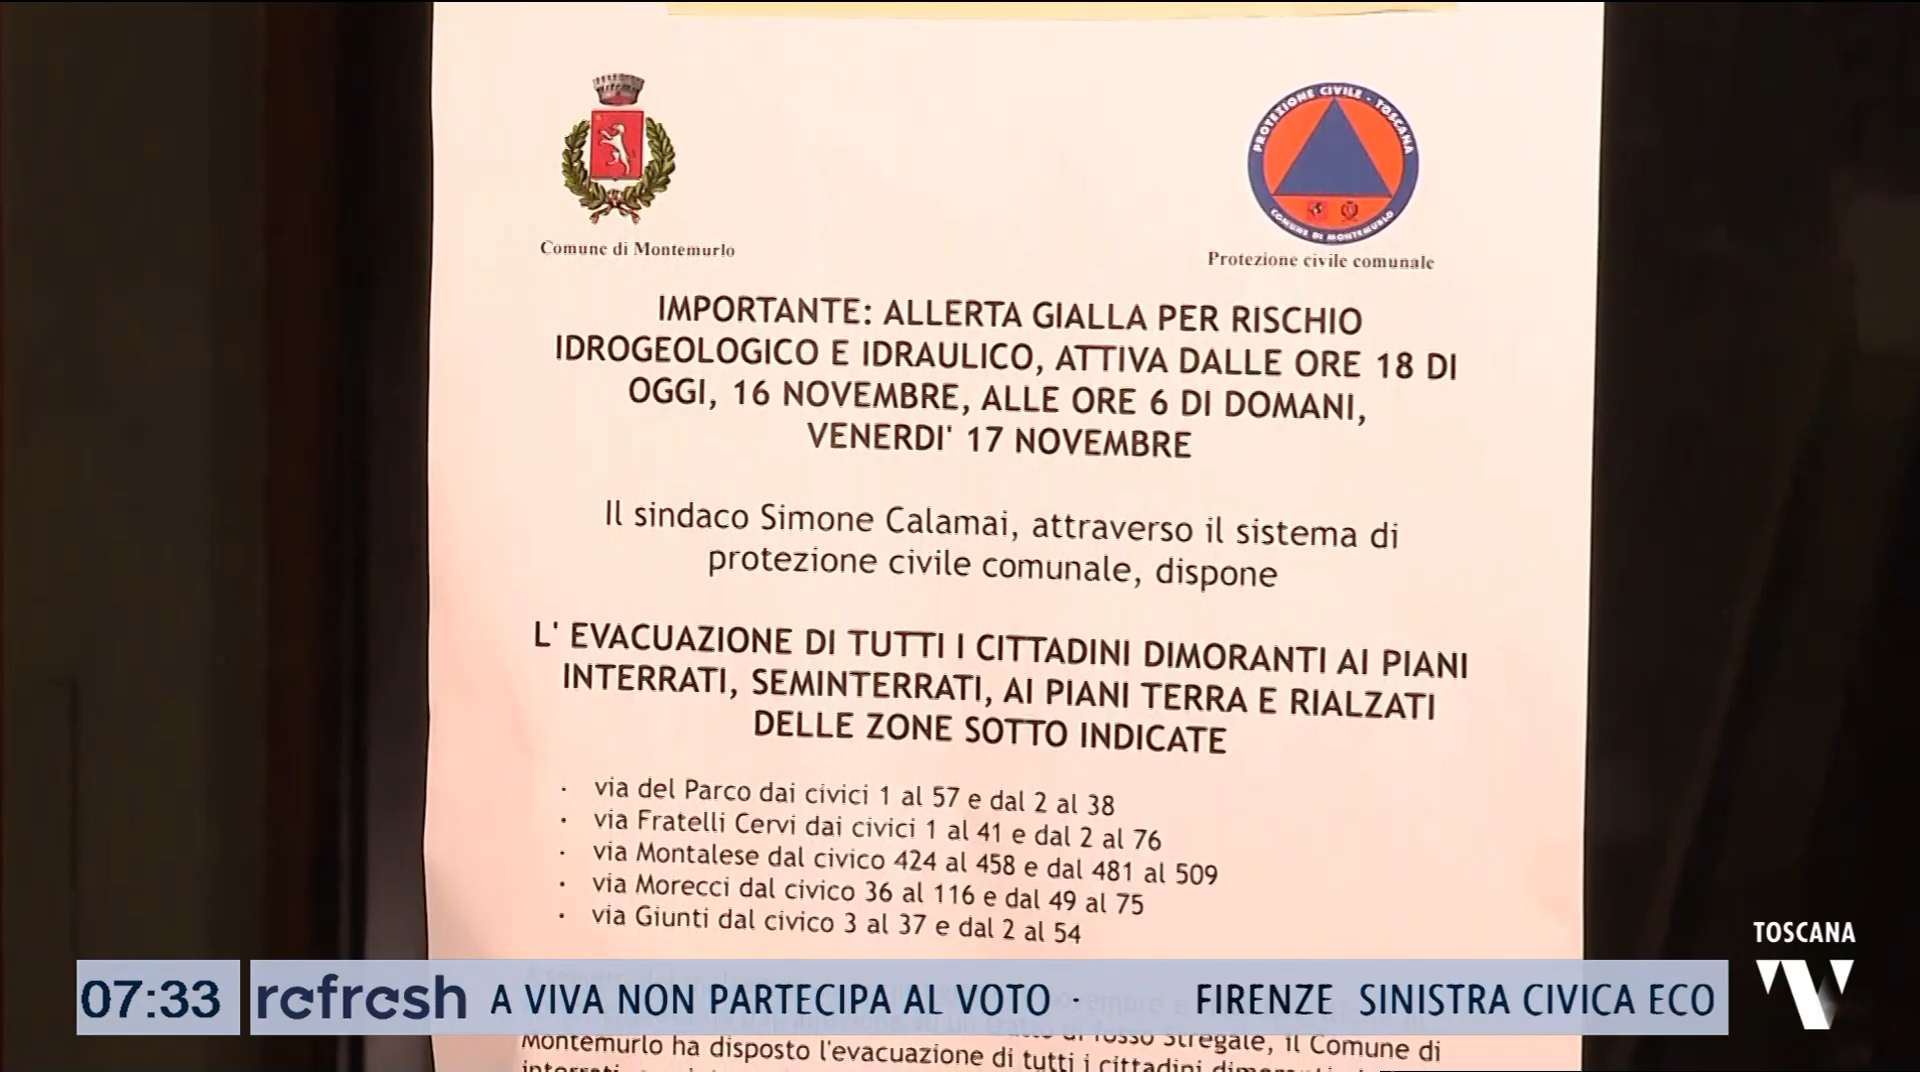 PROTEZIONE CIVILE - TOSCANA
COMUNE DI MONTEMURLO
Comune di Montemurlo
Protezione civile comunale
IMPORTANTE: ALLERTA GIALLA PER RISCHIO
IDROGEOLOGICO E IDRAULICO, ATTIVA DALLE ORE 18 DI
OGGI, 16 NOVEMBRE, ALLE ORE 6 DI DOMANI,
VENERDI' 17 NOVEMBRE
Il sindaco Simone Calamai, attraverso il sistema di
protezione civile comunale, dispone
L' EVACUAZIONE DI TUTTI I CITTADINI DIMORANTI AI PIANI
INTERRATI, SEMINTERRATI, AI PIANI TERRA E RIALZATI
DELLE ZONE SOTTO INDICATE
· via del Parco dai civici 1 al 57 e dal 2 al 38
· via Fratelli Cervi dai civici 1 al 41 e dal 2 al 76
· via Montalese dal civico 424 al 458 e dal 481 al 509
· via Morecci dal civico 36 al 116 e dal 49 al 75
· via Giunti dal civico 3 al 37 e dal 2 al 54
TOSCANA
TV
07:33 refresh A VIVA NON PARTECIPA AL VOTO - FIRENZE SINISTRA CIVICA ECO
fosso Stregale, il Comune di
Montemurlo ha disposto l'evacuazione di tutti i cittadini